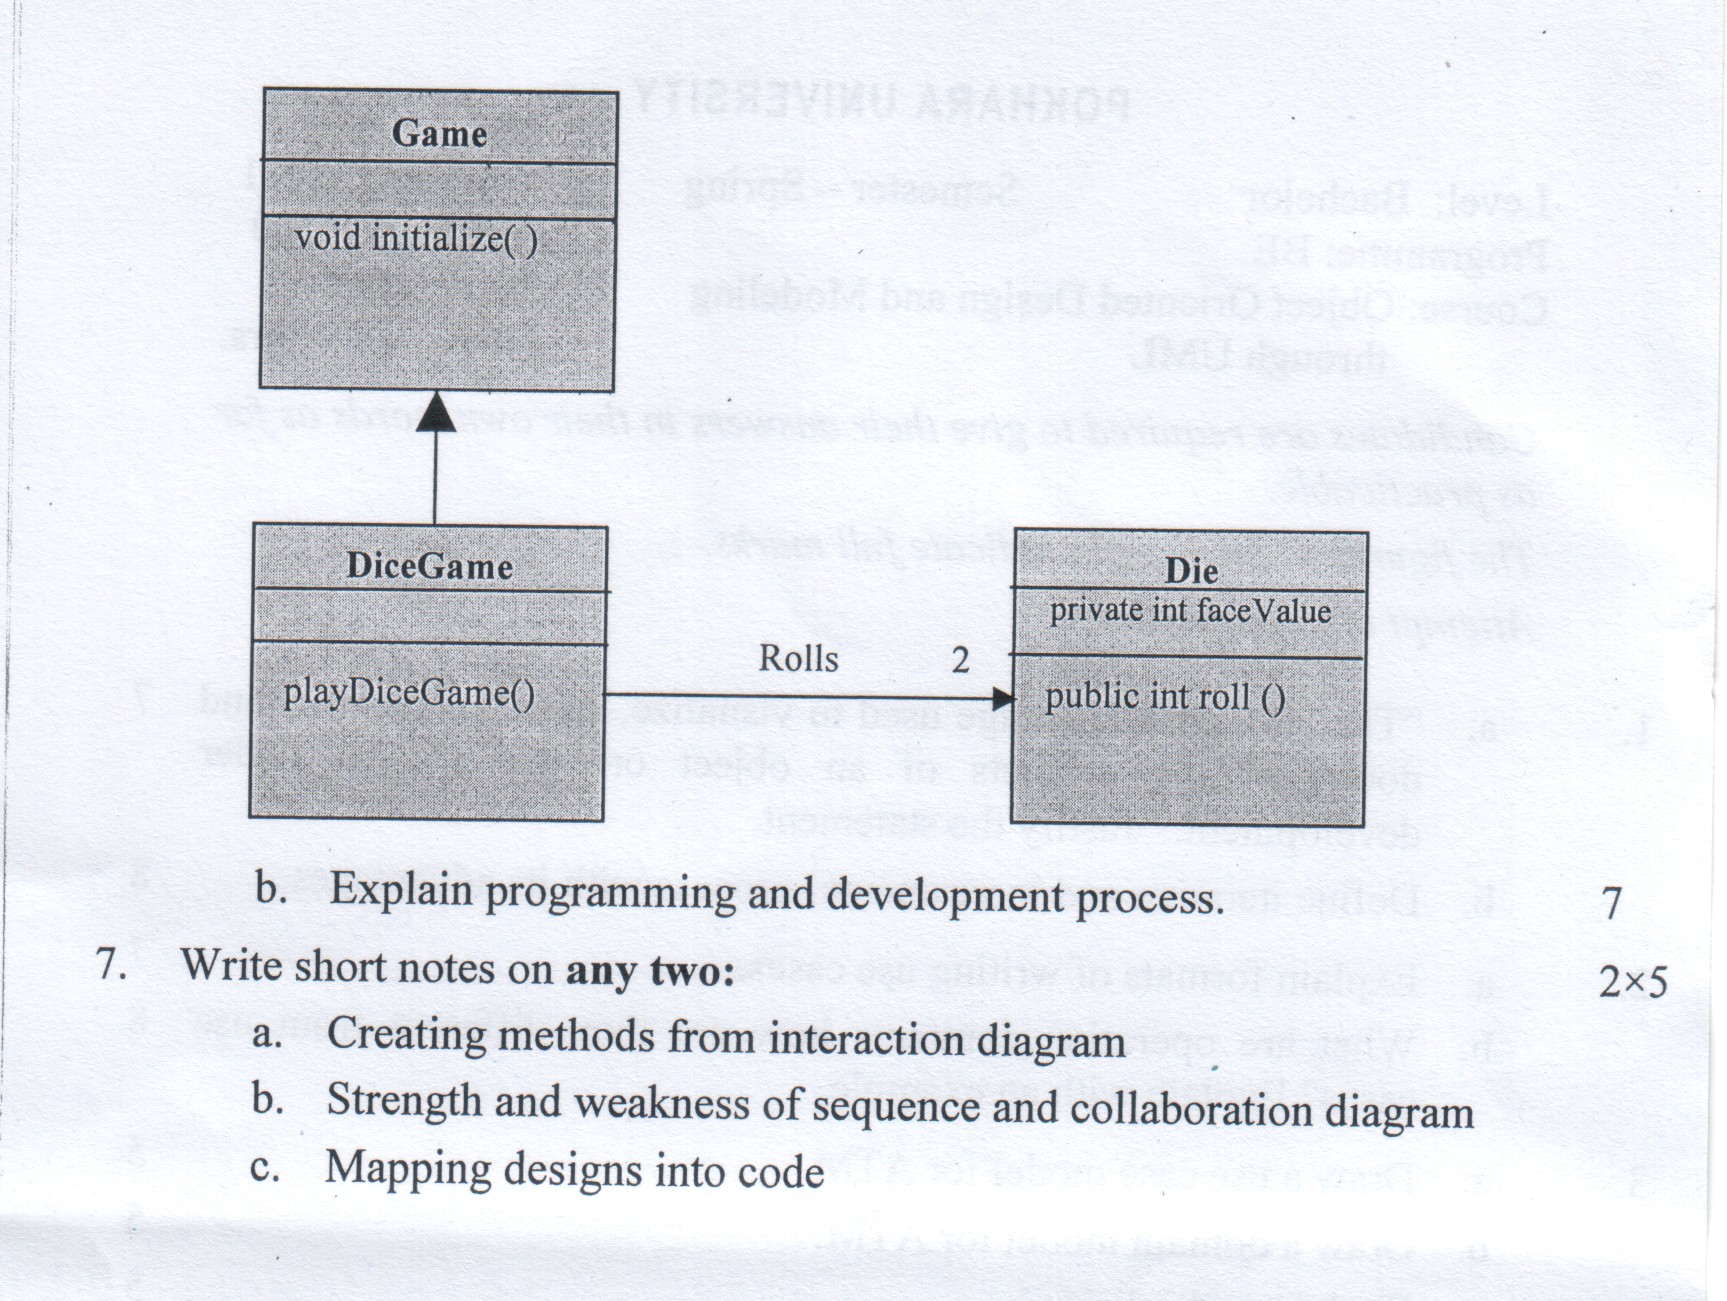 Game
void initialize( )
DiceGame
playDiceGame()
Rolls 2
Die
private int faceValue
public int roll ()
b. Explain programming and development process. 7
7. Write short notes on any two: 2×5
a. Creating methods from interaction diagram
b. Strength and weakness of sequence and collaboration diagram
c. Mapping designs into code